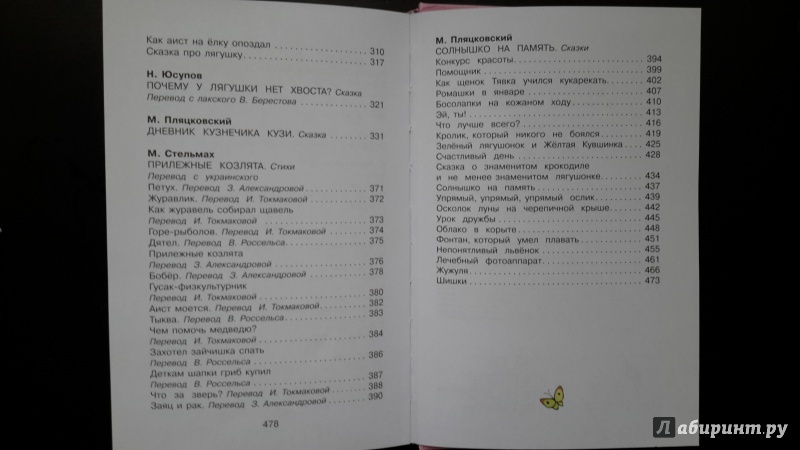 Как аист на ёлку опоздал ........................ 310
Сказка про лягушку ............................. 317
Н. Юсупов
ПОЧЕМУ У ЛЯГУШКИ НЕТ ХВОСТА? Сказка
Перевод с лакского В. Берестова ............... 321
М. Пляцковский
ДНЕВНИК КУЗНЕЧИКА КУЗИ. Сказка ........ 331
М. Стельмах
ПРИЛЕЖНЫЕ КОЗЛЯТА. Стихи
Перевод с украинского
Петух. Перевод З. Александровой ............. 371
Журавлик. Перевод И. Токмаковой ............ 372
Как журавель собирал щавель
Перевод И. Токмаковой ..................... 373
Горе-рыболов. Перевод И. Токмаковой ........ 374
Дятел. Перевод В. Россельса ................. 375
Прилежные козлята
Перевод З. Александровой .................. 376
Бобёр. Перевод З. Александровой ............. 378
Гусак-физкультурник
Перевод И. Токмаковой ..................... 380
Аист моется. Перевод И. Токмаковой ......... 382
Тыква. Перевод В. Россельса ................. 383
Чем помочь медведю?
Перевод И. Токмаковой ..................... 384
Захотел зайчишка спать
Перевод В. Россельса ....................... 386
Деткам шапки гриб купил
Перевод В. Россельса ....................... 387
Что за зверь? Перевод И. Токмаковой ........ 388
Заяц и рак. Перевод З. Александровой ....... 390
478
М. Пляцковский
СОЛНЫШКО НА ПАМЯТЬ. Сказки
Конкурс красоты ................................ 394
Помощник ...................................... 399
Как щенок Тявка учился кукарекать ............ 402
Ромашки в январе .............................. 407
Босолапки на кожаном ходу .................... 410
Эй, ты! ........................................ 413
Что лучше всего? .............................. 416
Кролик, который никого не боялся ............. 419
Зелёный лягушонок и Жёлтая Кувшинка ....... 425
Счастливый день ............................... 428
Сказка о знаменитом крокодиле
и не менее знаменитом лягушонке ............. 434
Солнышко на память ........................... 437
Упрямый, упрямый, упрямый ослик ............. 439
Осколок луны на черепичной крыше ........... 442
Урок дружбы ................................... 445
Облако в корыте ............................... 448
Фонтан, который умел плавать ................. 451
Непонятливый львёнок ......................... 455
Лечебный фотоаппарат ......................... 461
Жужуля ........................................ 466
Шишки ......................................... 473
Лабиринт.ру